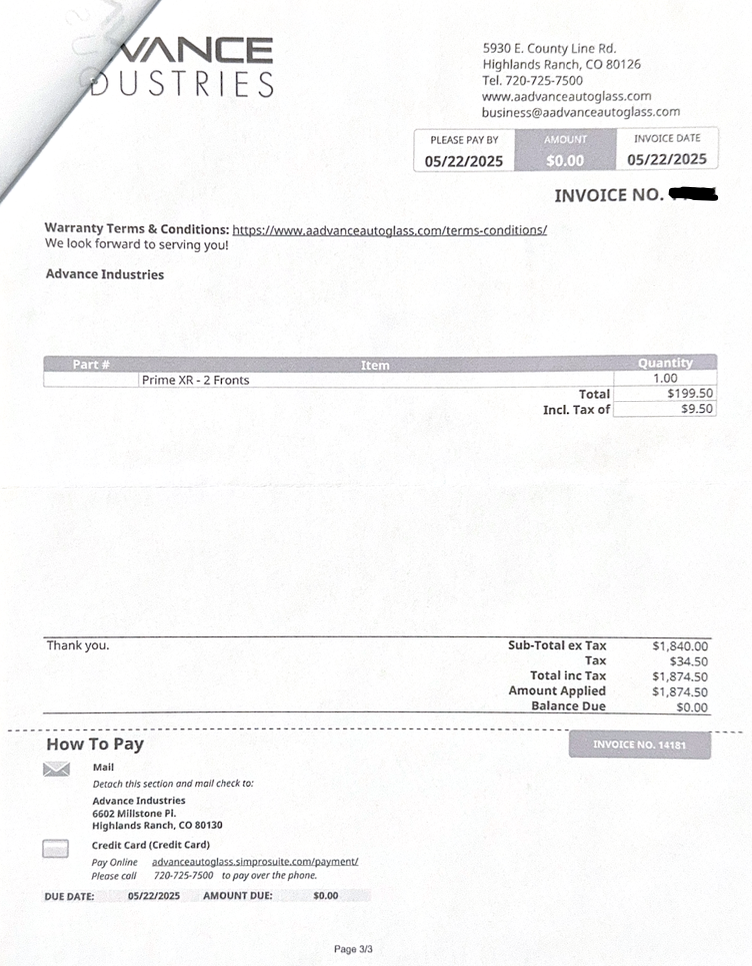 VANCE
DUSTRIES
5930 E. County Line Rd.
Highlands Ranch, CO 80126
Tel. 720-725-7500
www.aadvanceautoglass.com
business@aadvanceautoglass.com
PLEASE PAY BY AMOUNT INVOICE DATE
05/22/2025 $0.00 05/22/2025
INVOICE NO.
Warranty Terms & Conditions: https://www.aadvanceautoglass.com/terms-conditions/
We look forward to serving you!
Advance Industries
Part # Item Quantity
Prime XR - 2 Fronts 1.00
Total $199.50
Incl. Tax of $9.50
Thank you.
Sub-Total ex Tax $1,840.00
Tax $34.50
Total inc Tax $1,874.50
Amount Applied $1,874.50
Balance Due $0.00
How To Pay
INVOICE NO. 14181
Mail
Detach this section and mail check to:
Advance Industries
6602 Millstone Pl.
Highlands Ranch, CO 80130
Credit Card (Credit Card)
Pay Online advanceautoglass.simprosuite.com/payment/
Please call 720-725-7500 to pay over the phone.
DUE DATE: 05/22/2025 AMOUNT DUE: $0.00
Page 3/3